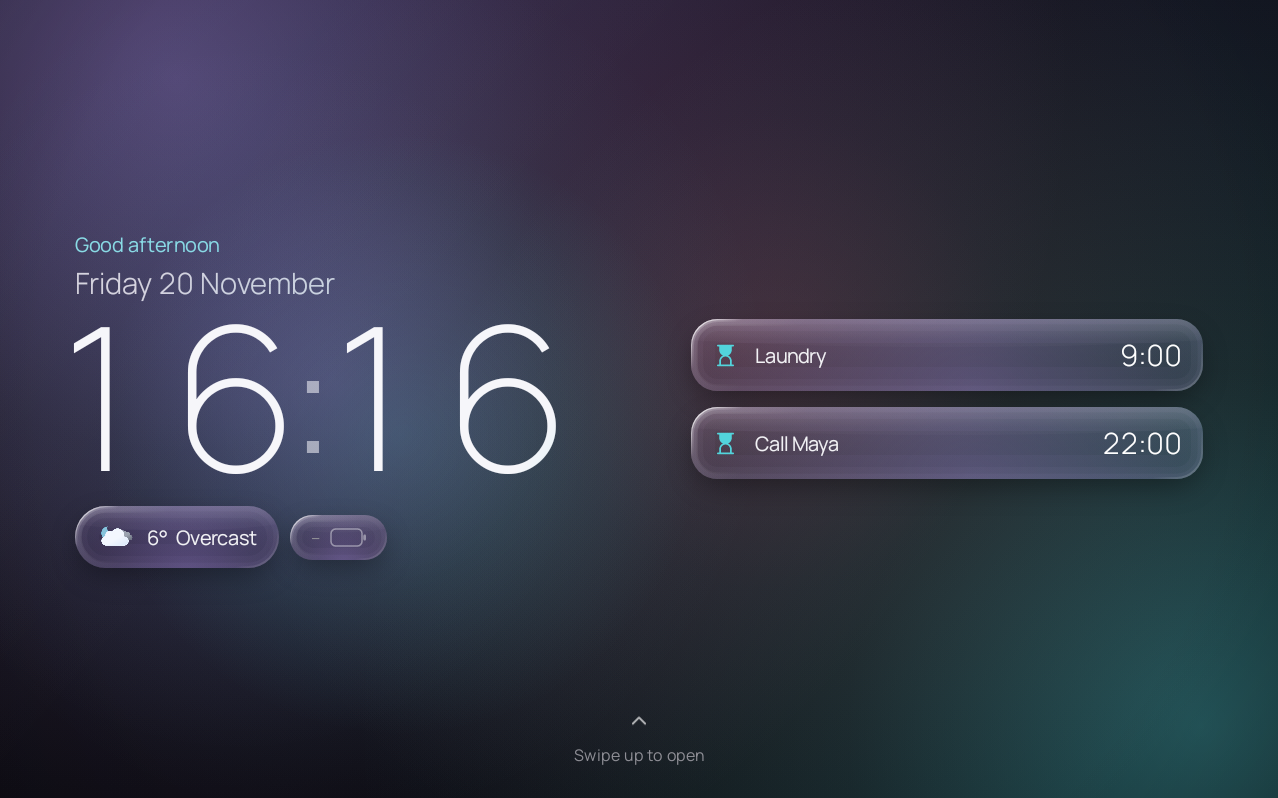 Good afternoon
Friday 20 November
16:16
6° Overcast
–
Laundry 9:00
Call Maya 22:00
Swipe up to open